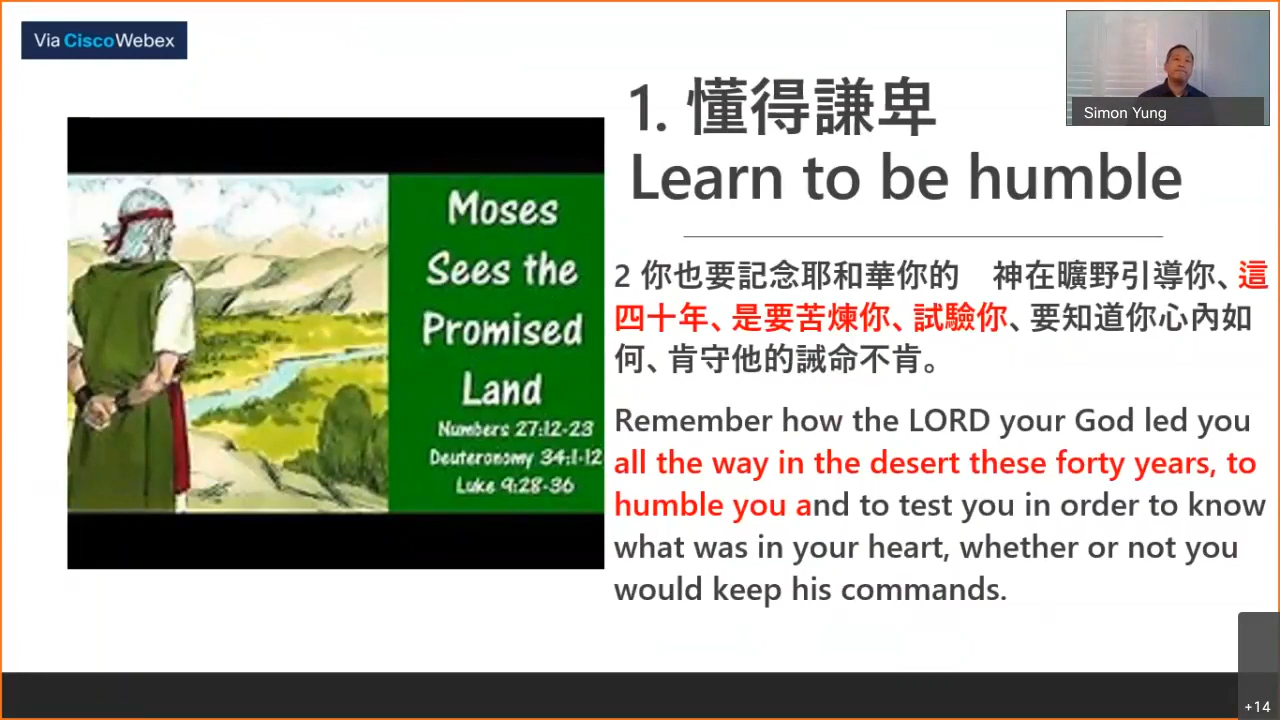 Via CiscoWebex
Simon Yung
1. 懂得謙卑
Learn to be humble
Moses
Sees the
Promised
Land
Numbers 27:12-23
Deuteronomy 34:1-12
Luke 9:28-36
2 你也要記念耶和華你的　神在曠野引導你、這
四十年、是要苦煉你、試驗你、要知道你心內如
何、肯守他的誡命不肯。
Remember how the LORD your God led you
all the way in the desert these forty years, to
humble you and to test you in order to know
what was in your heart, whether or not you
would keep his commands.
+14